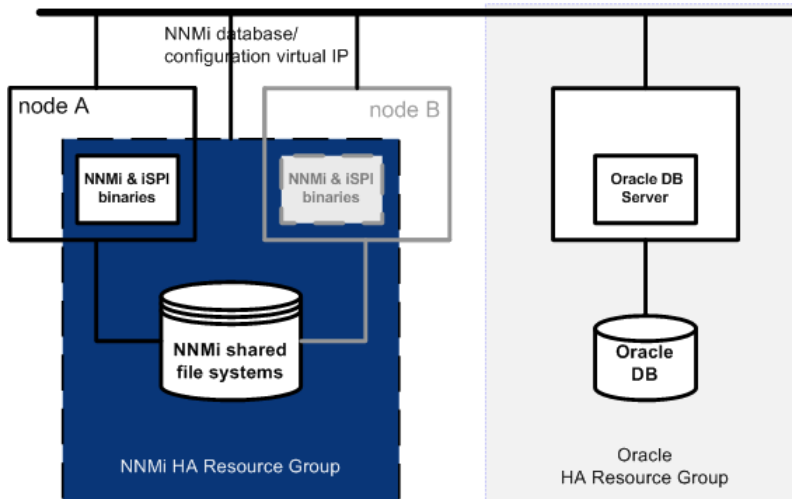 NNMi database/
configuration virtual IP
node A
node B
NNMi & iSPI
binaries
NNMi & iSPI
binaries
Oracle DB
Server
NNMi shared
file systems
Oracle
DB
NNMi HA Resource Group
Oracle
HA Resource Group